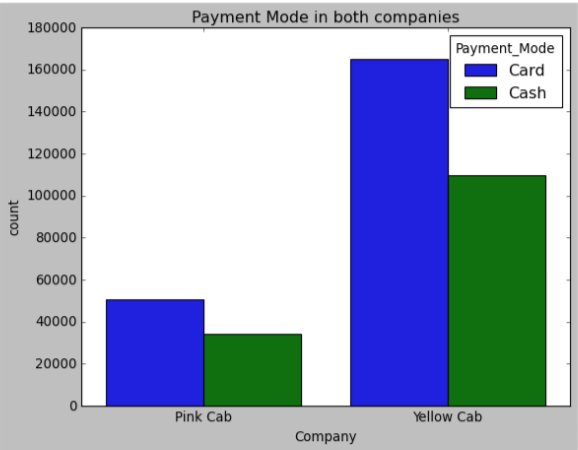 Payment Mode in both companies
180000
160000
140000
120000
100000
80000
60000
40000
20000
0
count
Payment_Mode
Card
Cash
Pink Cab
Yellow Cab
Company